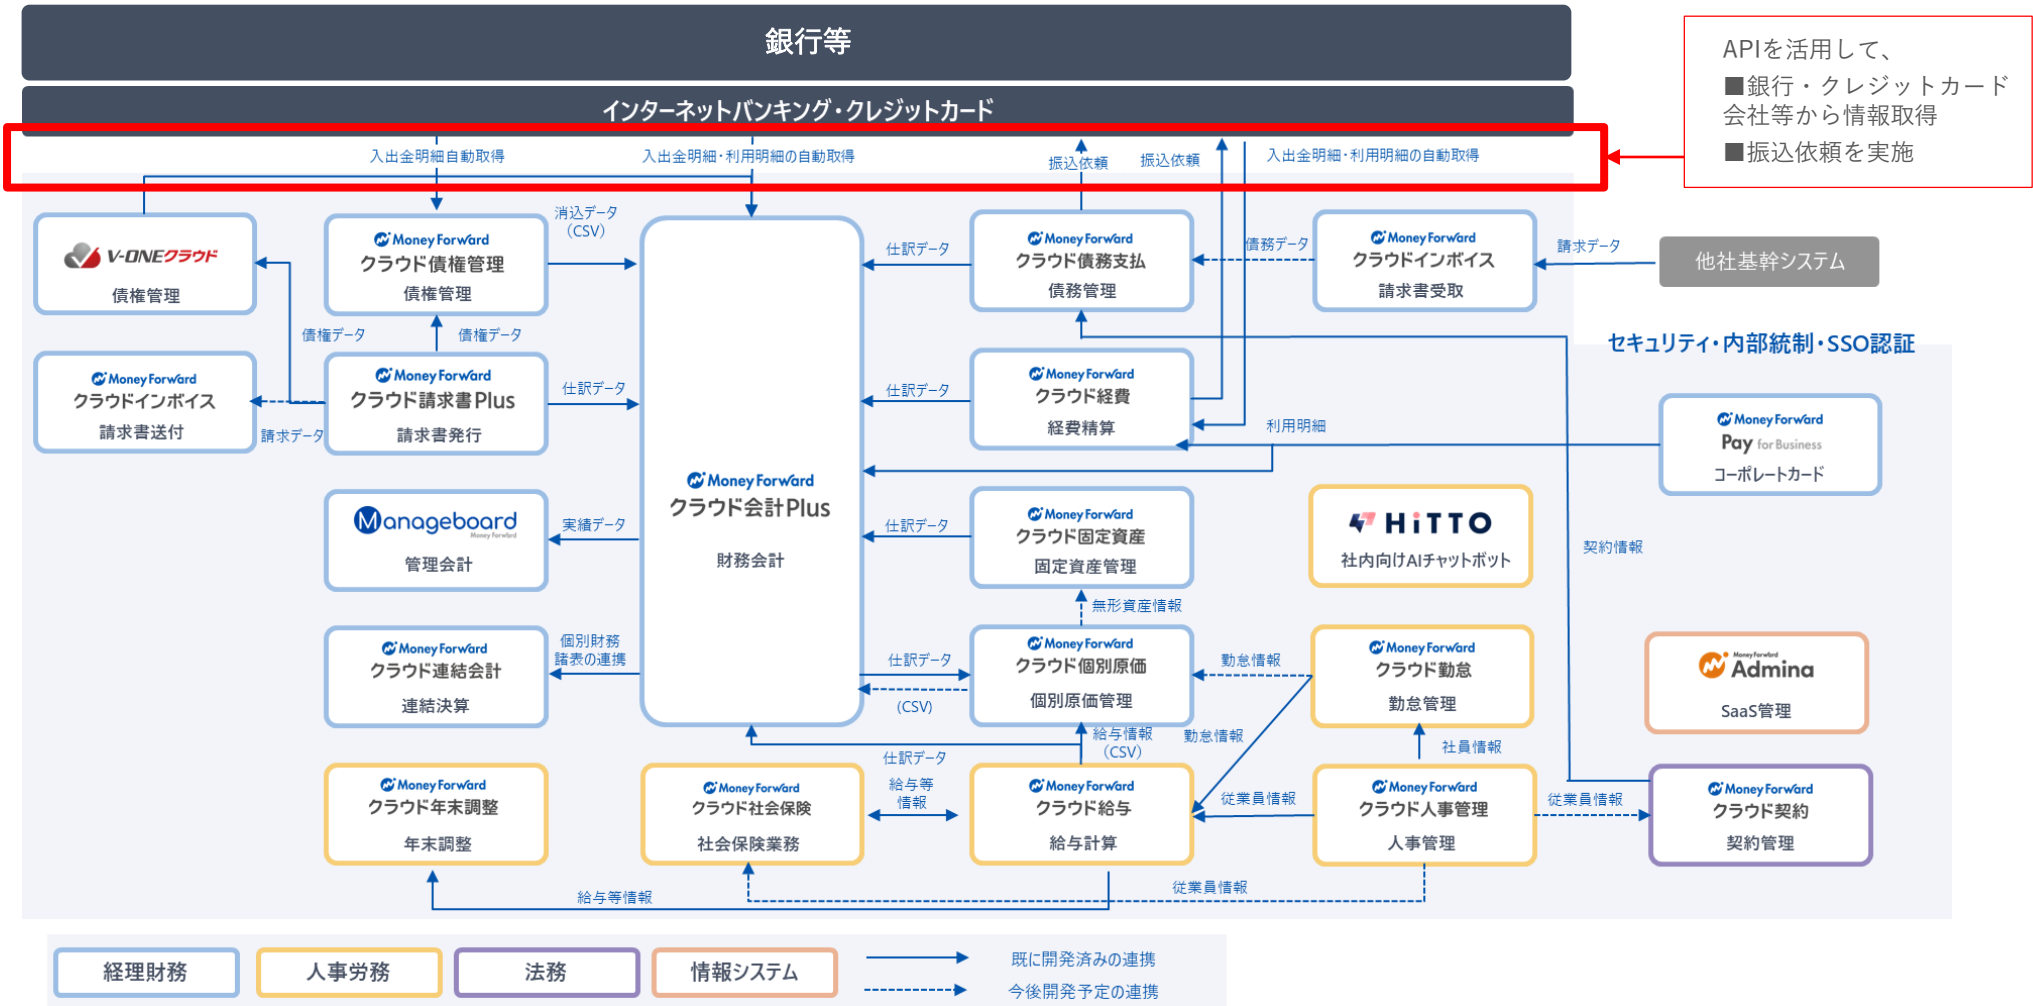 銀行等
インターネットバンキング・クレジットカード
APIを活用して、
■銀行・クレジットカード
会社等から情報取得
■振込依頼を実施
入出金明細自動取得
入出金明細・利用明細の自動取得
振込依頼
振込依頼
入出金明細・利用明細の自動取得
V-ONEクラウド
債権管理
Money Forward
クラウド債権管理
債権管理
消込データ
(CSV)
仕訳データ
Money Forward
クラウド債務支払
債務管理
債務データ
Money Forward
クラウドインボイス
請求書受取
請求データ
他社基幹システム
債権データ
債権データ
セキュリティ・内部統制・SSO認証
Money Forward
クラウドインボイス
請求書送付
請求データ
Money Forward
クラウド請求書Plus
請求書発行
仕訳データ
Money Forward
クラウド会計Plus
財務会計
仕訳データ
Money Forward
クラウド経費
経費精算
利用明細
Money Forward
Pay for Business
コーポレートカード
Manageboard
Money Forward
管理会計
実績データ
仕訳データ
Money Forward
クラウド固定資産
固定資産管理
HiTTO
社内向けAIチャットボット
契約情報
無形資産情報
Money Forward
クラウド連結会計
連結決算
個別財務
諸表の連携
仕訳データ
(CSV)
Money Forward
クラウド個別原価
個別原価管理
勤怠情報
Money Forward
クラウド勤怠
勤怠管理
Money Forward
Admina
SaaS管理
給与情報
(CSV)
勤怠情報
社員情報
仕訳データ
Money Forward
クラウド年末調整
年末調整
Money Forward
クラウド社会保険
社会保険業務
給与等
情報
Money Forward
クラウド給与
給与計算
従業員情報
Money Forward
クラウド人事管理
人事管理
従業員情報
Money Forward
クラウド契約
契約管理
給与等情報
従業員情報
経理財務
人事労務
法務
情報システム
既に開発済みの連携
今後開発予定の連携